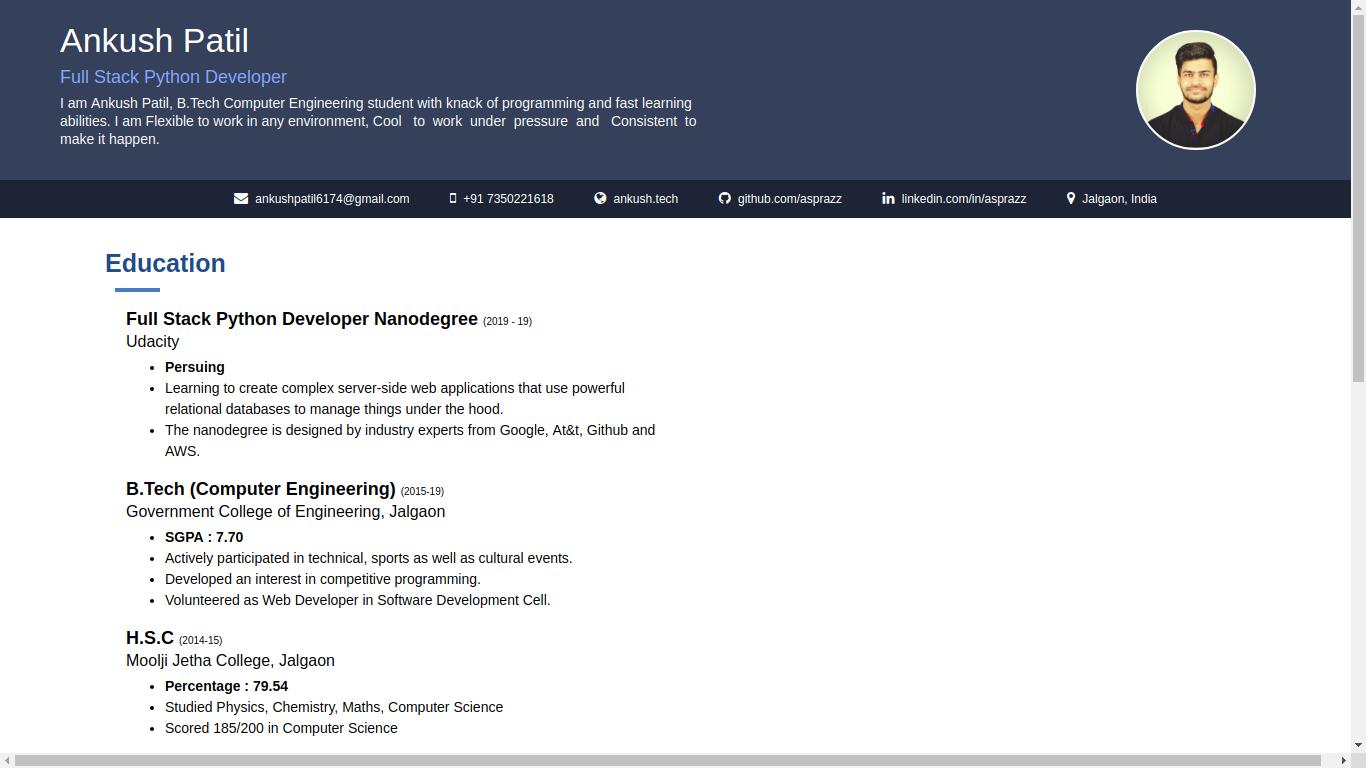 Ankush Patil
Full Stack Python Developer
I am Ankush Patil, B.Tech Computer Engineering student with knack of programming and fast learning
abilities. I am Flexible to work in any environment, Cool to work under pressure and Consistent to
make it happen.
ankushpatil6174@gmail.com +91 7350221618 ankush.tech github.com/asprazz linkedin.com/in/asprazz Jalgaon, India
Education
Full Stack Python Developer Nanodegree (2019 - 19)
Udacity
• Persuing
• Learning to create complex server-side web applications that use powerful
relational databases to manage things under the hood.
• The nanodegree is designed by industry experts from Google, At&t, Github and
AWS.
B.Tech (Computer Engineering) (2015-19)
Government College of Engineering, Jalgaon
• SGPA : 7.70
• Actively participated in technical, sports as well as cultural events.
• Developed an interest in competitive programming.
• Volunteered as Web Developer in Software Development Cell.
H.S.C (2014-15)
Moolji Jetha College, Jalgaon
• Percentage : 79.54
• Studied Physics, Chemistry, Maths, Computer Science
• Scored 185/200 in Computer Science